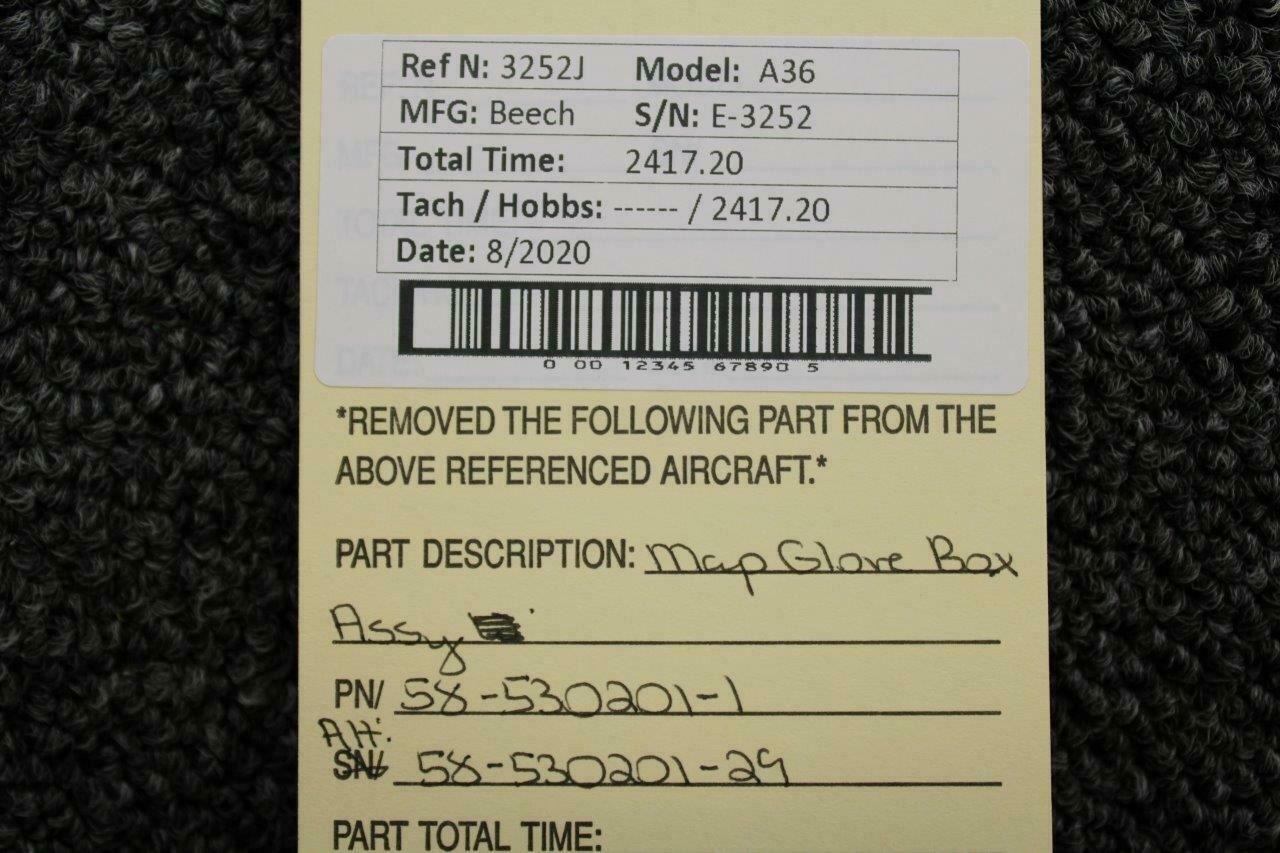 Ref N: 3252J Model: A36
MFG: Beech S/N: E-3252
Total Time: 2417.20
Tach / Hobbs: ------ / 2417.20
Date: 8/2020
0 00 12345 67890 5
*REMOVED THE FOLLOWING PART FROM THE
ABOVE REFERENCED AIRCRAFT.*
PART DESCRIPTION: Map Glove Box
Assy
PN/ 58-530201-1
Alt:
SN/ 58-530201-29
PART TOTAL TIME: